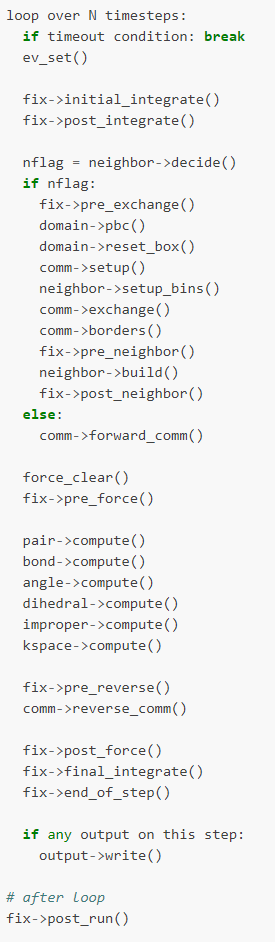 loop over N timesteps:
  if timeout condition: break
  ev_set()

  fix->initial_integrate()
  fix->post_integrate()

  nflag = neighbor->decide()
  if nflag:
    fix->pre_exchange()
    domain->pbc()
    domain->reset_box()
    comm->setup()
    neighbor->setup_bins()
    comm->exchange()
    comm->borders()
    fix->pre_neighbor()
    neighbor->build()
    fix->post_neighbor()
  else:
    comm->forward_comm()

  force_clear()
  fix->pre_force()

  pair->compute()
  bond->compute()
  angle->compute()
  dihedral->compute()
  improper->compute()
  kspace->compute()

  fix->pre_reverse()
  comm->reverse_comm()

  fix->post_force()
  fix->final_integrate()
  fix->end_of_step()

  if any output on this step:
    output->write()

# after loop
fix->post_run()